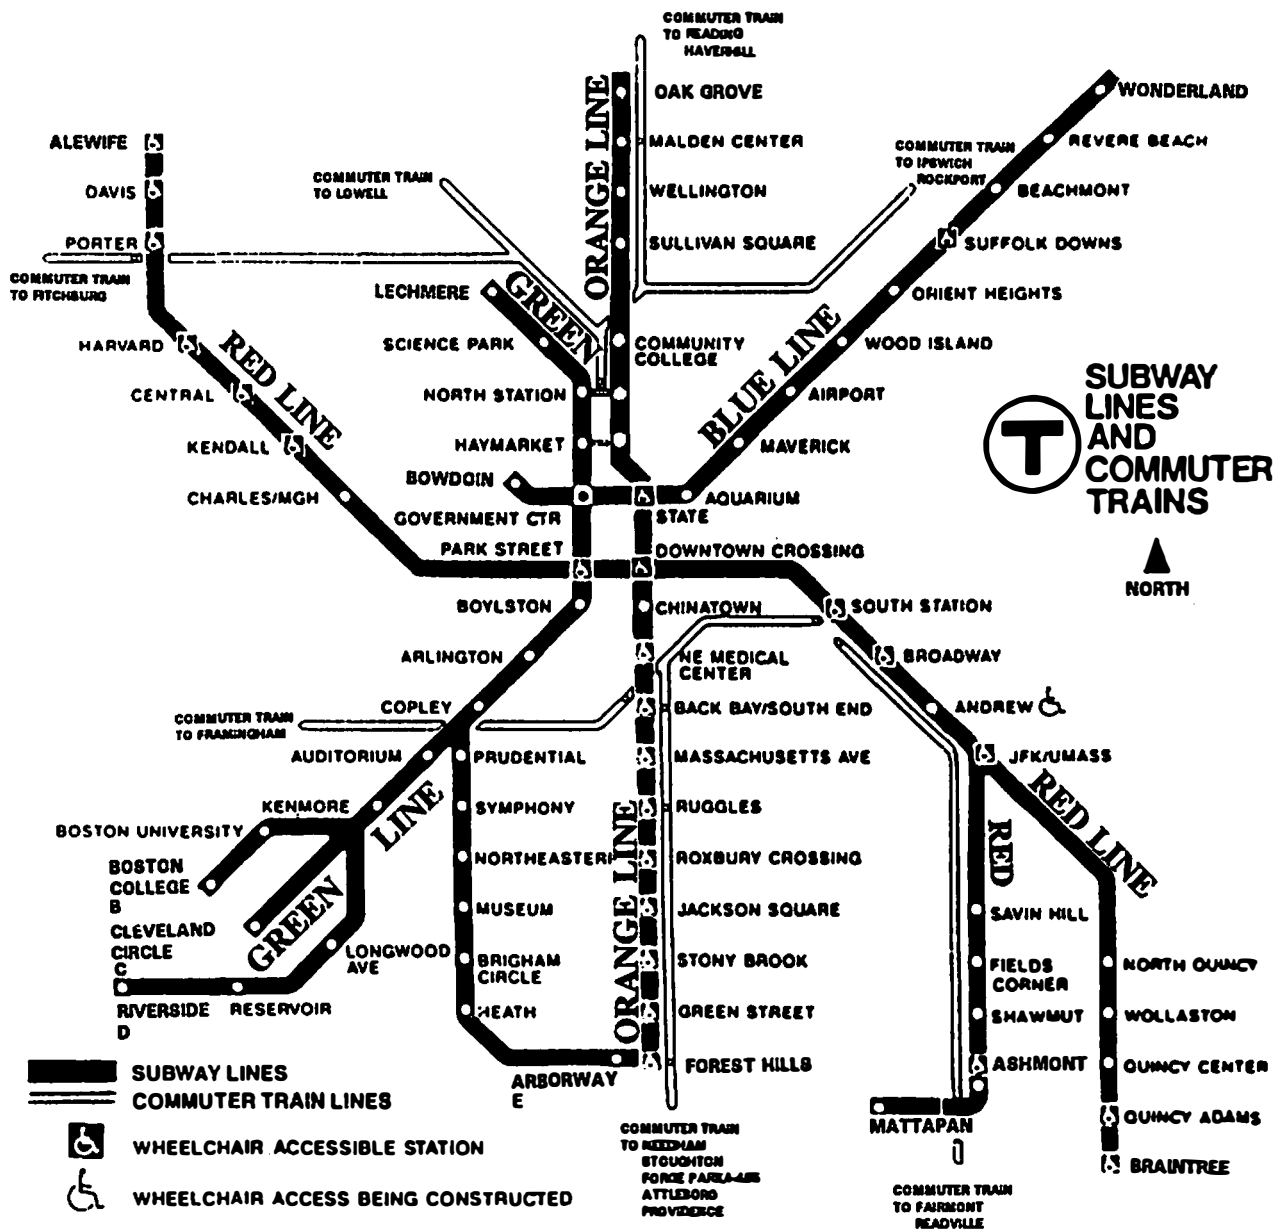 COMMUTER TRAIN
TO READING
HAVERHILL
ORANGE LINE
OAK GROVE
MALDEN CENTER
WELLINGTON
SULLIVAN SQUARE
COMMUNITY
COLLEGE
WONDERLAND
REVERE BEACH
BEACHMONT
SUFFOLK DOWNS
ORIENT HEIGHTS
WOOD ISLAND
AIRPORT
MAVERICK
AQUARIUM
BLUE LINE
COMMUTER TRAIN
TO IPSWICH
ROCKPORT
ALEWIFE
DAVIS
PORTER
COMMUTER TRAIN
TO FITCHBURG
COMMUTER TRAIN
TO LOWELL
HARVARD
CENTRAL
KENDALL
CHARLES/MGH
RED LINE
LECHMERE
GREEN
SCIENCE PARK
NORTH STATION
HAYMARKET
BOWDOIN
GOVERNMENT CTR
STATE
PARK STREET
DOWNTOWN CROSSING
T
SUBWAY
LINES
AND
COMMUTER
TRAINS
NORTH
BOYLSTON
CHINATOWN
SOUTH STATION
ARLINGTON
NE MEDICAL
CENTER
BROADWAY
COPLEY
BACK BAY/SOUTH END
ANDREW
COMMUTER TRAIN
TO FRAMINGHAM
AUDITORIUM
PRUDENTIAL
MASSACHUSETTS AVE
JFK/UMASS
KENMORE
LINE
SYMPHONY
RUGGLES
RED LINE
RED
BOSTON UNIVERSITY
NORTHEASTERN
ROXBURY CROSSING
BOSTON
COLLEGE
B
MUSEUM
JACKSON SQUARE
SAVIN HILL
CLEVELAND
CIRCLE
C
GREEN
LONGWOOD
AVE
BRIGHAM
CIRCLE
ORANGE LINE
STONY BROOK
FIELDS
CORNER
NORTH QUINCY
RIVERSIDE
D
RESERVOIR
HEATH
GREEN STREET
SHAWMUT
WOLLASTON
ARBORWAY
E
FOREST HILLS
ASHMONT
QUINCY CENTER
MATTAPAN
QUINCY ADAMS
BRAINTREE
SUBWAY LINES
COMMUTER TRAIN LINES
WHEELCHAIR ACCESSIBLE STATION
WHEELCHAIR ACCESS BEING CONSTRUCTED
COMMUTER TRAIN
TO NEEDHAM
STOUGHTON
FORGE PARK/I-495
ATTLEBORO
PROVIDENCE
COMMUTER TRAIN
TO FAIRMONT
READVILLE